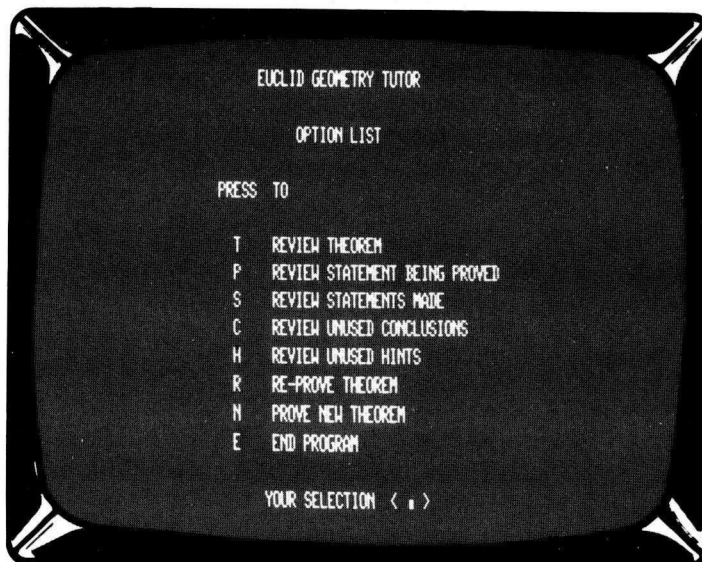 EUCLID GEOMETRY TUTOR
OPTION LIST
PRESS TO
T REVIEW THEOREM
P REVIEW STATEMENT BEING PROVED
S REVIEW STATEMENTS MADE
C REVIEW UNUSED CONCLUSIONS
H REVIEW UNUSED HINTS
R RE-PROVE THEOREM
N PROVE NEW THEOREM
E END PROGRAM
YOUR SELECTION < ▮ >